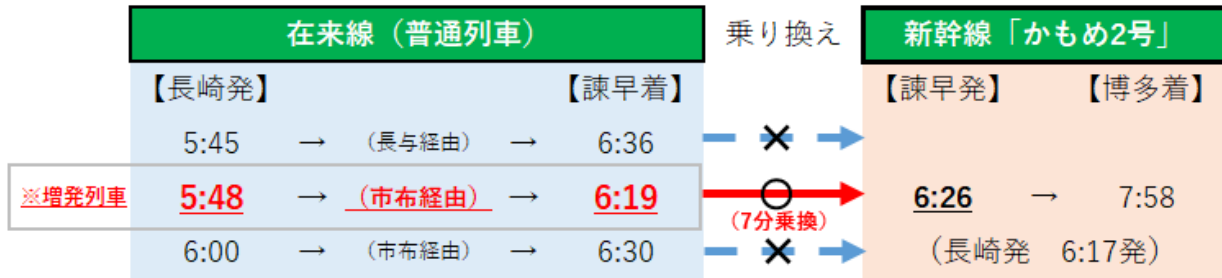 在来線（普通列車） 乗り換え 新幹線「かもめ2号」
【長崎発】 【諫早着】 【諫早発】 【博多着】
5:45 → （長与経由） → 6:36 ×
※増発列車 5:48 → （市布経由） → 6:19 ○ 6:26 → 7:58
（7分乗換）
6:00 → （市布経由） → 6:30 × （長崎発 6:17発）